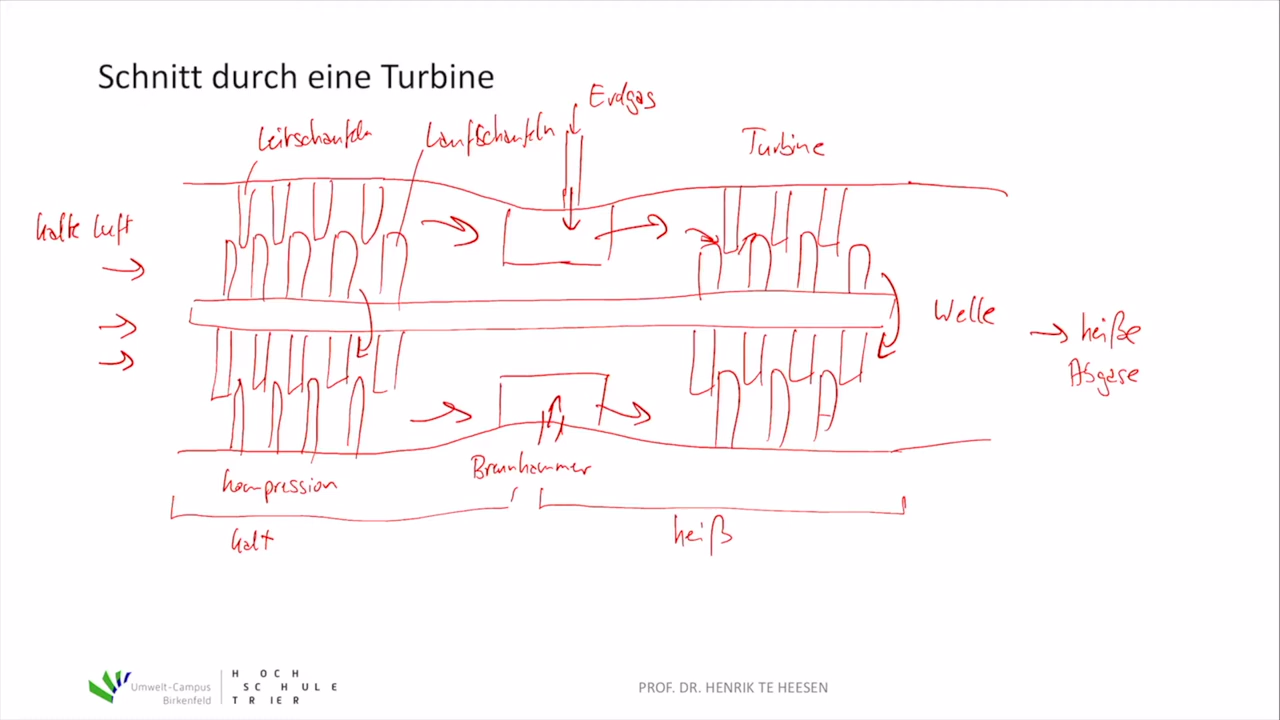 Schnitt durch eine Turbine
Erdgas
Leitschaufeln
Laufschaufeln
Turbine
kalte Luft
Welle
heiße
Abgase
Brennkammer
Kompression
kalt
heiß
Umwelt-Campus
Birkenfeld
HOCH
SCHULE
TRIER
PROF. DR. HENRIK TE HEESEN